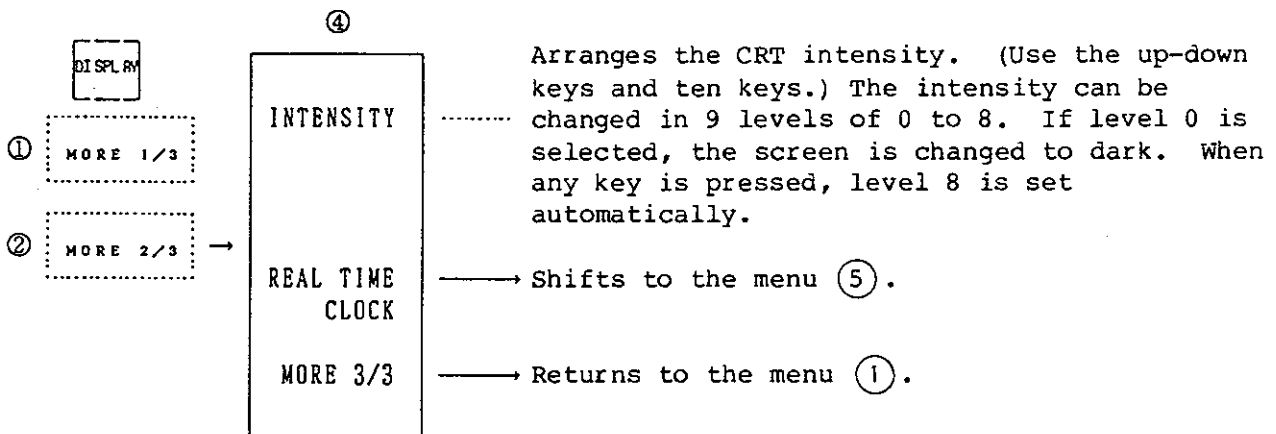 ④
DISPLAY
① MORE 1/3
② MORE 2/3 →
INTENSITY ........
Arranges the CRT intensity. (Use the up-down
keys and ten keys.) The intensity can be
changed in 9 levels of 0 to 8. If level 0 is
selected, the screen is changed to dark. When
any key is pressed, level 8 is set
automatically.
REAL TIME
CLOCK
→ Shifts to the menu ⑤.
MORE 3/3 → Returns to the menu ①.